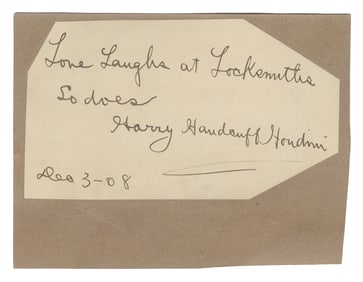 Love Laughs at Locksmiths
So does
Harry Handcuff Houdini
Dec 3-08